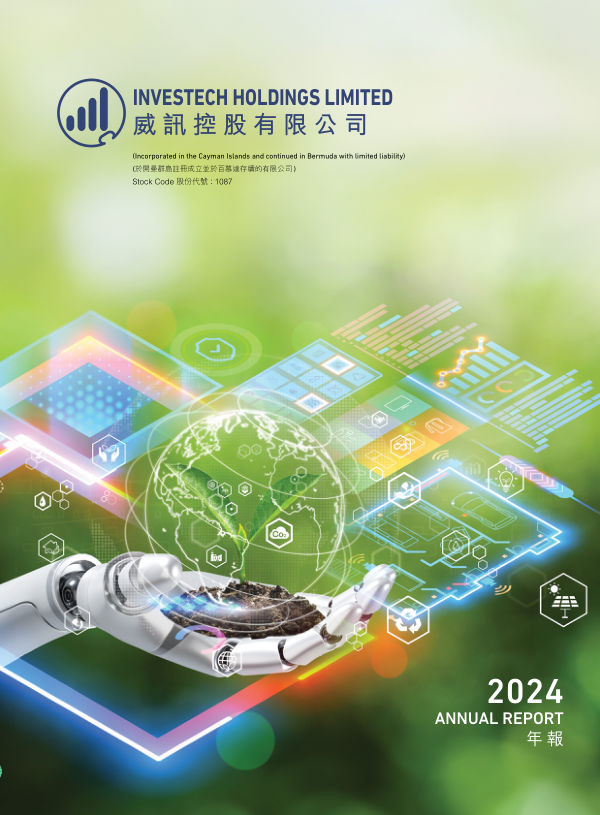 INVESTECH HOLDINGS LIMITED
威訊控股有限公司
(Incorporated in the Cayman Islands and continued in Bermuda with limited liability)
(於開曼群島註冊成立並於百慕達存續的有限公司)
Stock Code 股份代號：1087
CO₂
2024
ANNUAL REPORT
年報